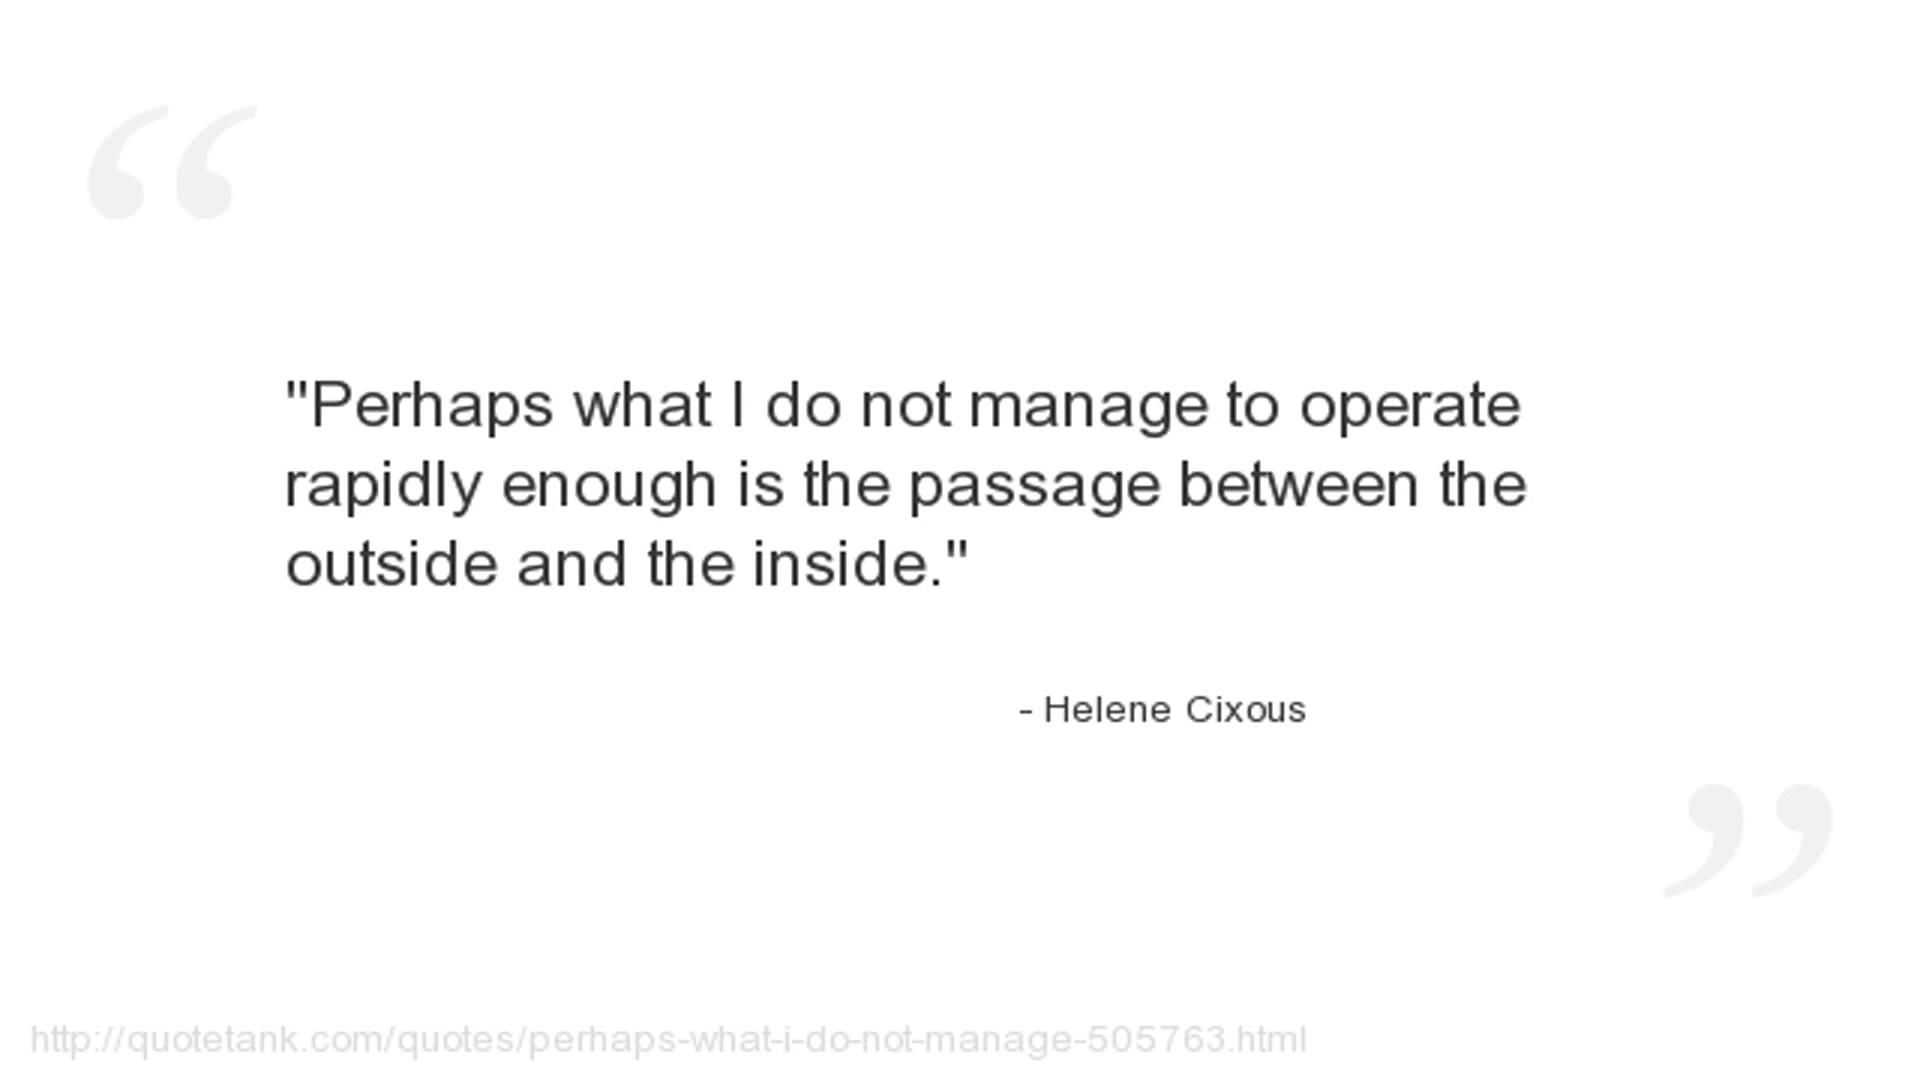 "Perhaps what I do not manage to operate
rapidly enough is the passage between the
outside and the inside."
- Helene Cixous
http://quotetank.com/quotes/perhaps-what-i-do-not-manage-505763.html